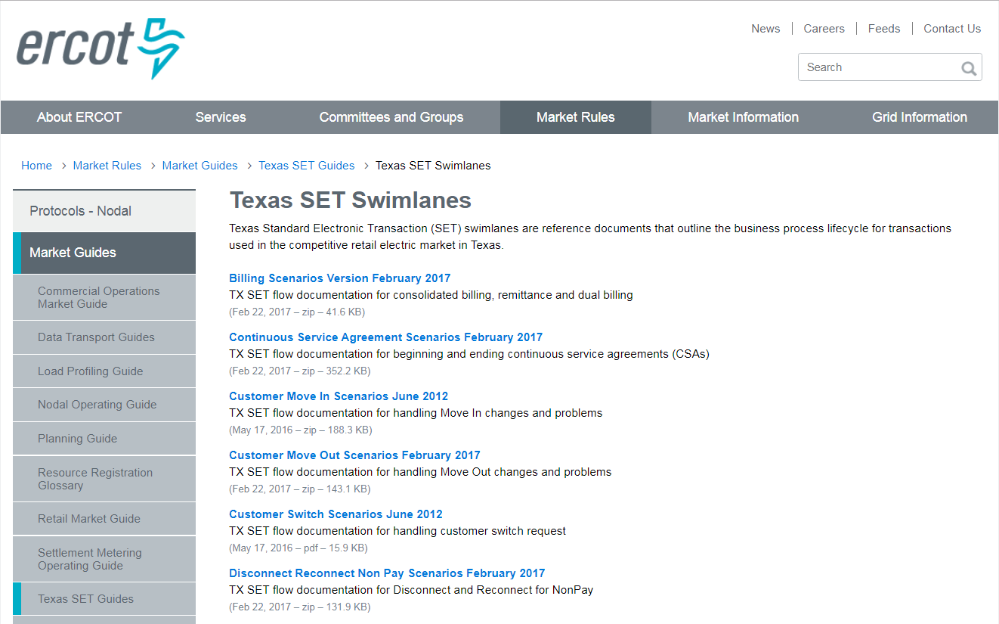 ercot
News
Careers
Feeds
Contact Us
Search
About ERCOT
Services
Committees and Groups
Market Rules
Market Information
Grid Information
Home > Market Rules > Market Guides > Texas SET Guides > Texas SET Swimlanes
Protocols - Nodal
Market Guides
Commercial Operations
Market Guide
Data Transport Guides
Load Profiling Guide
Nodal Operating Guide
Planning Guide
Resource Registration
Glossary
Retail Market Guide
Settlement Metering
Operating Guide
Texas SET Guides
Texas SET Swimlanes
Texas Standard Electronic Transaction (SET) swimlanes are reference documents that outline the business process lifecycle for transactions
used in the competitive retail electric market in Texas.
Billing Scenarios Version February 2017
TX SET flow documentation for consolidated billing, remittance and dual billing
(Feb 22, 2017 – zip – 41.6 KB)
Continuous Service Agreement Scenarios February 2017
TX SET flow documentation for beginning and ending continuous service agreements (CSAs)
(Feb 22, 2017 – zip – 352.2 KB)
Customer Move In Scenarios June 2012
TX SET flow documentation for handling Move In changes and problems
(May 17, 2016 – zip – 188.3 KB)
Customer Move Out Scenarios February 2017
TX SET flow documentation for handling Move Out changes and problems
(Feb 22, 2017 – zip – 143.1 KB)
Customer Switch Scenarios June 2012
TX SET flow documentation for handling customer switch request
(May 17, 2016 – pdf – 15.9 KB)
Disconnect Reconnect Non Pay Scenarios February 2017
TX SET flow documentation for Disconnect and Reconnect for NonPay
(Feb 22, 2017 – zip – 131.9 KB)